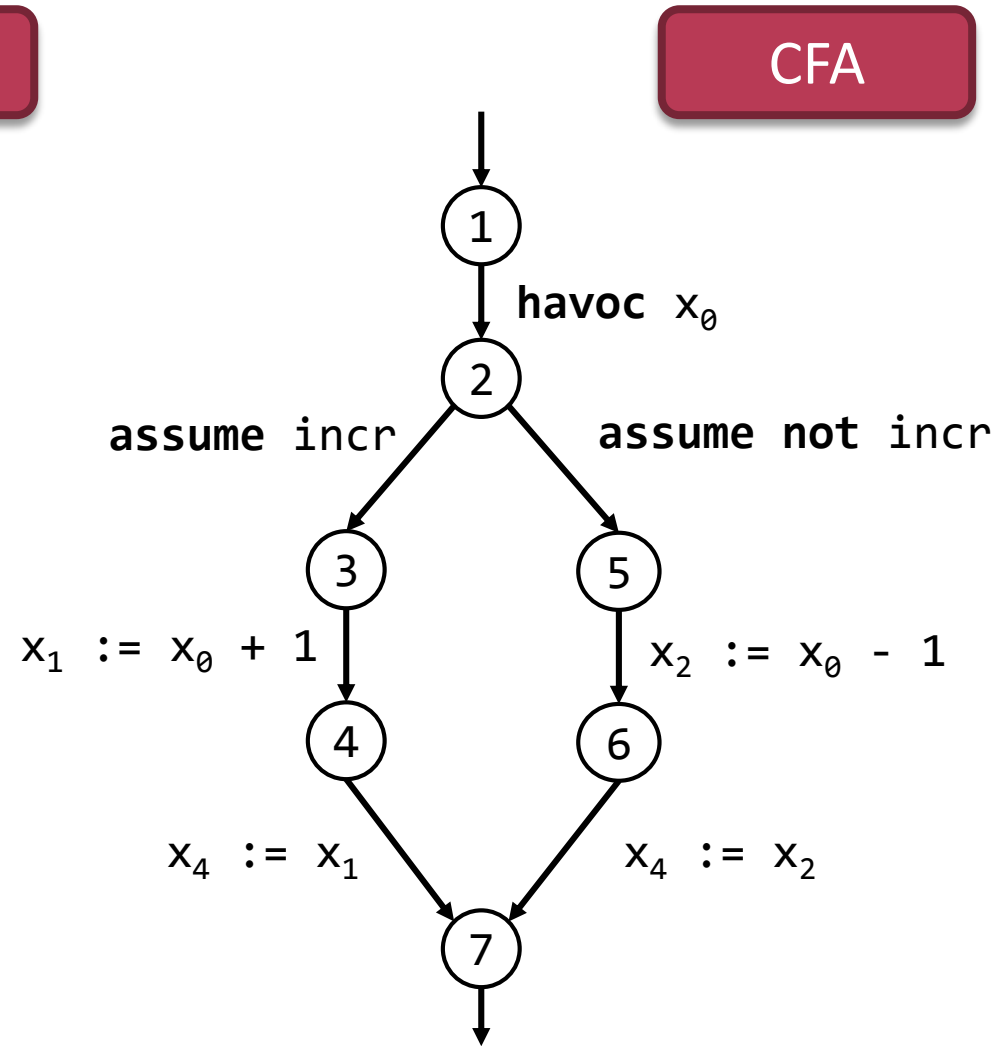 CFA
1
havoc x₀
2
assume incr
assume not incr
3
5
x₁ := x₀ + 1
x₂ := x₀ - 1
4
6
x₄ := x₁
x₄ := x₂
7